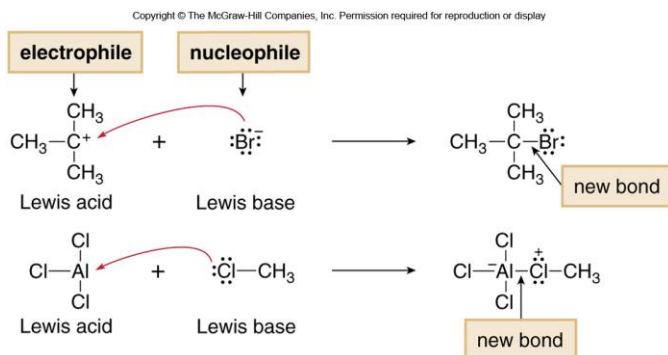 Copyright © The McGraw-Hill Companies, Inc. Permission required for reproduction or display
electrophile
nucleophile
CH₃
CH₃—C⁺ + :Br:⁻ → CH₃—C—Br:
CH₃
CH₃
CH₃
Lewis acid
Lewis base
new bond
Cl
Cl—Al + :Cl—CH₃ → Cl—Al⁻—Cl⁺—CH₃
Cl
Cl
Cl
Lewis acid
Lewis base
new bond